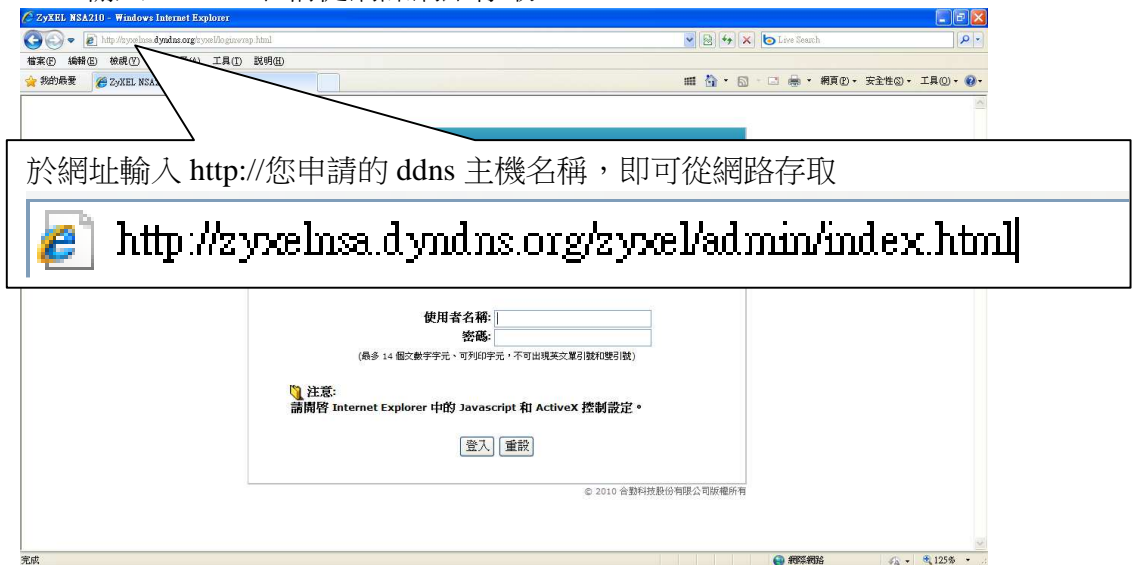 ZyXEL NSA210 - Windows Internet Explorer
http://zyxelnsa.dyndns.org/zyxel/loginwrap.html
Live Search
檔案(F) 編輯(E) 檢視(V) 工具(T) 說明(H)
我的最愛 ZyXEL NSA
網頁(P) 安全性(S) 工具(O)
於網址輸入 http://您申請的 ddns 主機名稱，即可從網路存取
http://zyxelnsa.dyndns.org/zyxel/admin/index.html
使用者名稱:
密碼:
(最多 14 個文數字字元、可列印字元，不可出現英文單引號和雙引號)
注意:
請開啓 Internet Explorer 中的 Javascript 和 ActiveX 控制設定。
登入 重設
© 2010 合勤科技股份有限公司版權所有
完成 網際網路 125%